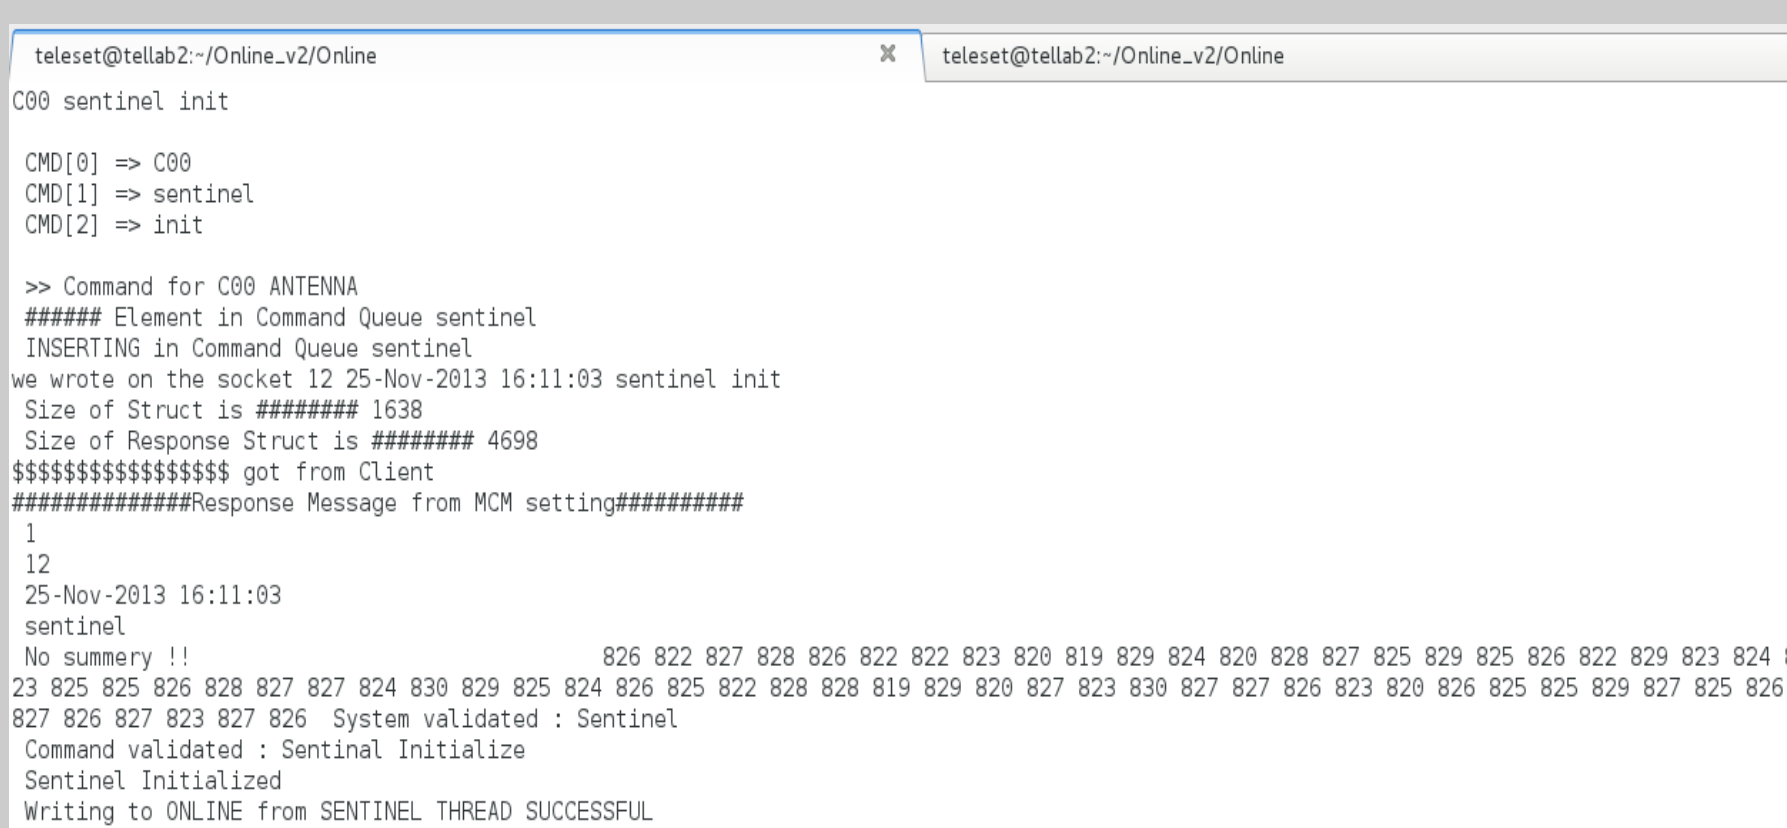 teleset@tellab2:~/Online_v2/Online teleset@tellab2:~/Online_v2/Online
C00 sentinel init
CMD[0] => C00
CMD[1] => sentinel
CMD[2] => init
>> Command for C00 ANTENNA
###### Element in Command Queue sentinel
INSERTING in Command Queue sentinel
we wrote on the socket 12 25-Nov-2013 16:11:03 sentinel init
Size of Struct is ######## 1638
Size of Response Struct is ######## 4698
$$$$$$$$$$$$$$$$$ got from Client
##############Response Message from MCM setting##########
1
12
25-Nov-2013 16:11:03
sentinel
No summery !! 826 822 827 828 826 822 822 823 820 819 829 824 820 828 827 825 829 825 826 822 829 823 824
23 825 825 826 828 827 827 824 830 829 825 824 826 825 822 828 828 819 829 820 827 823 830 827 827 826 823 820 826 825 825 829 827 825 826
827 826 827 823 827 826 System validated : Sentinel
Command validated : Sentinal Initialize
Sentinel Initialized
Writing to ONLINE from SENTINEL THREAD SUCCESSFUL